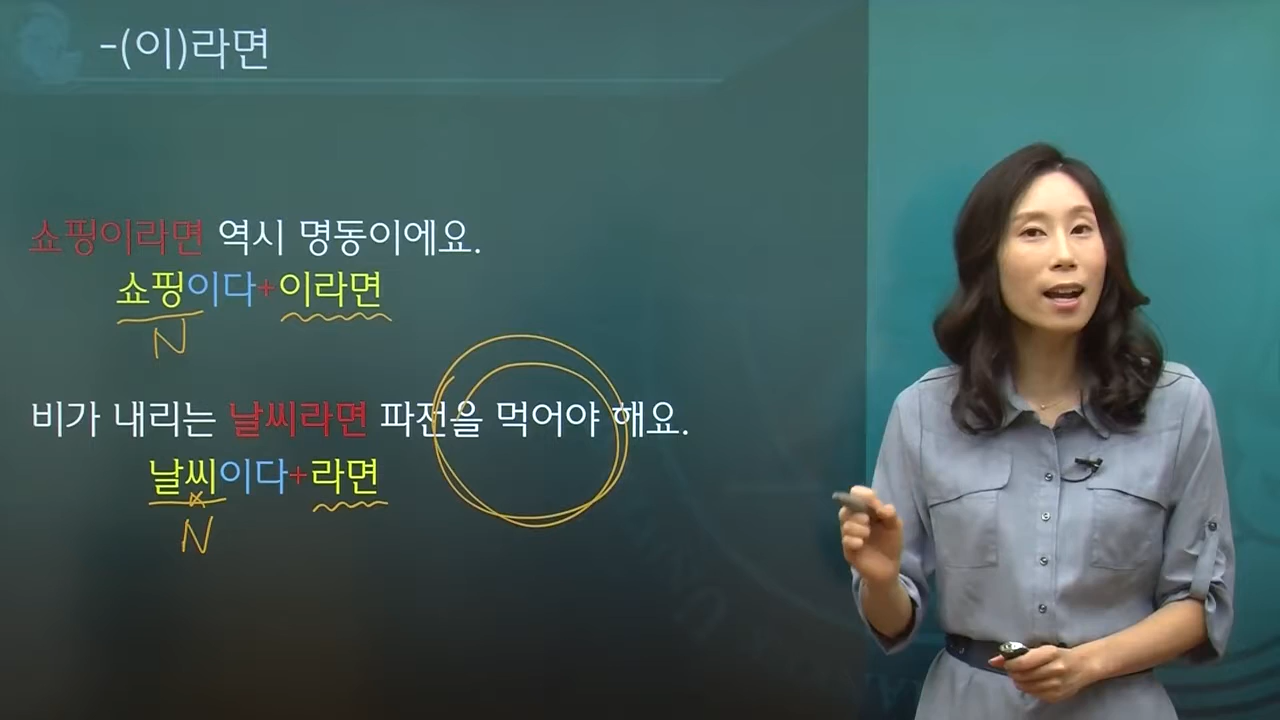 -(이)라면
쇼핑이라면 역시 명동이에요.
쇼핑이다+이라면
N
비가 내리는 날씨라면 파전을 먹어야 해요.
날씨이다+라면
N